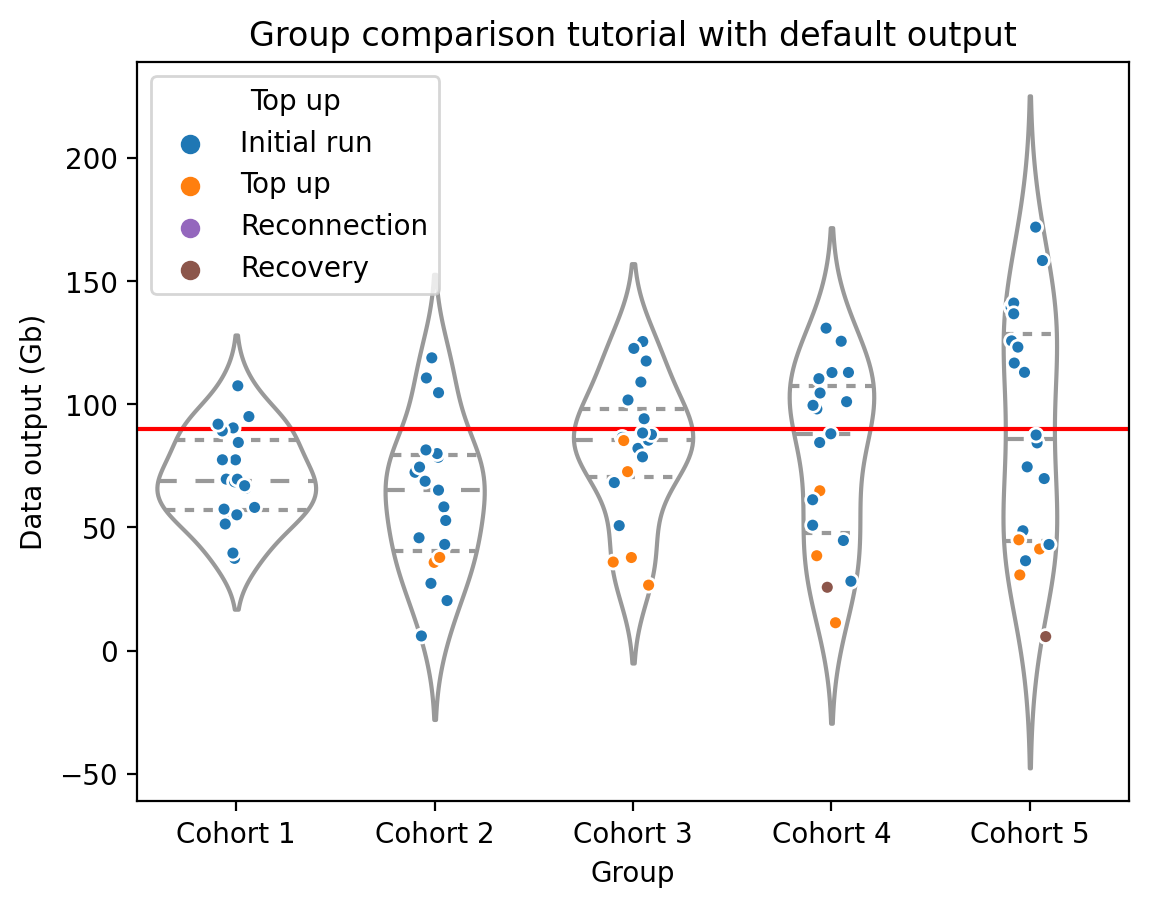 Group comparison tutorial with default output
Top up
Initial run
Top up
Reconnection
Recovery
200
150
100
50
0
−50
Data output (Gb)
Cohort 1
Cohort 2
Cohort 3
Cohort 4
Cohort 5
Group